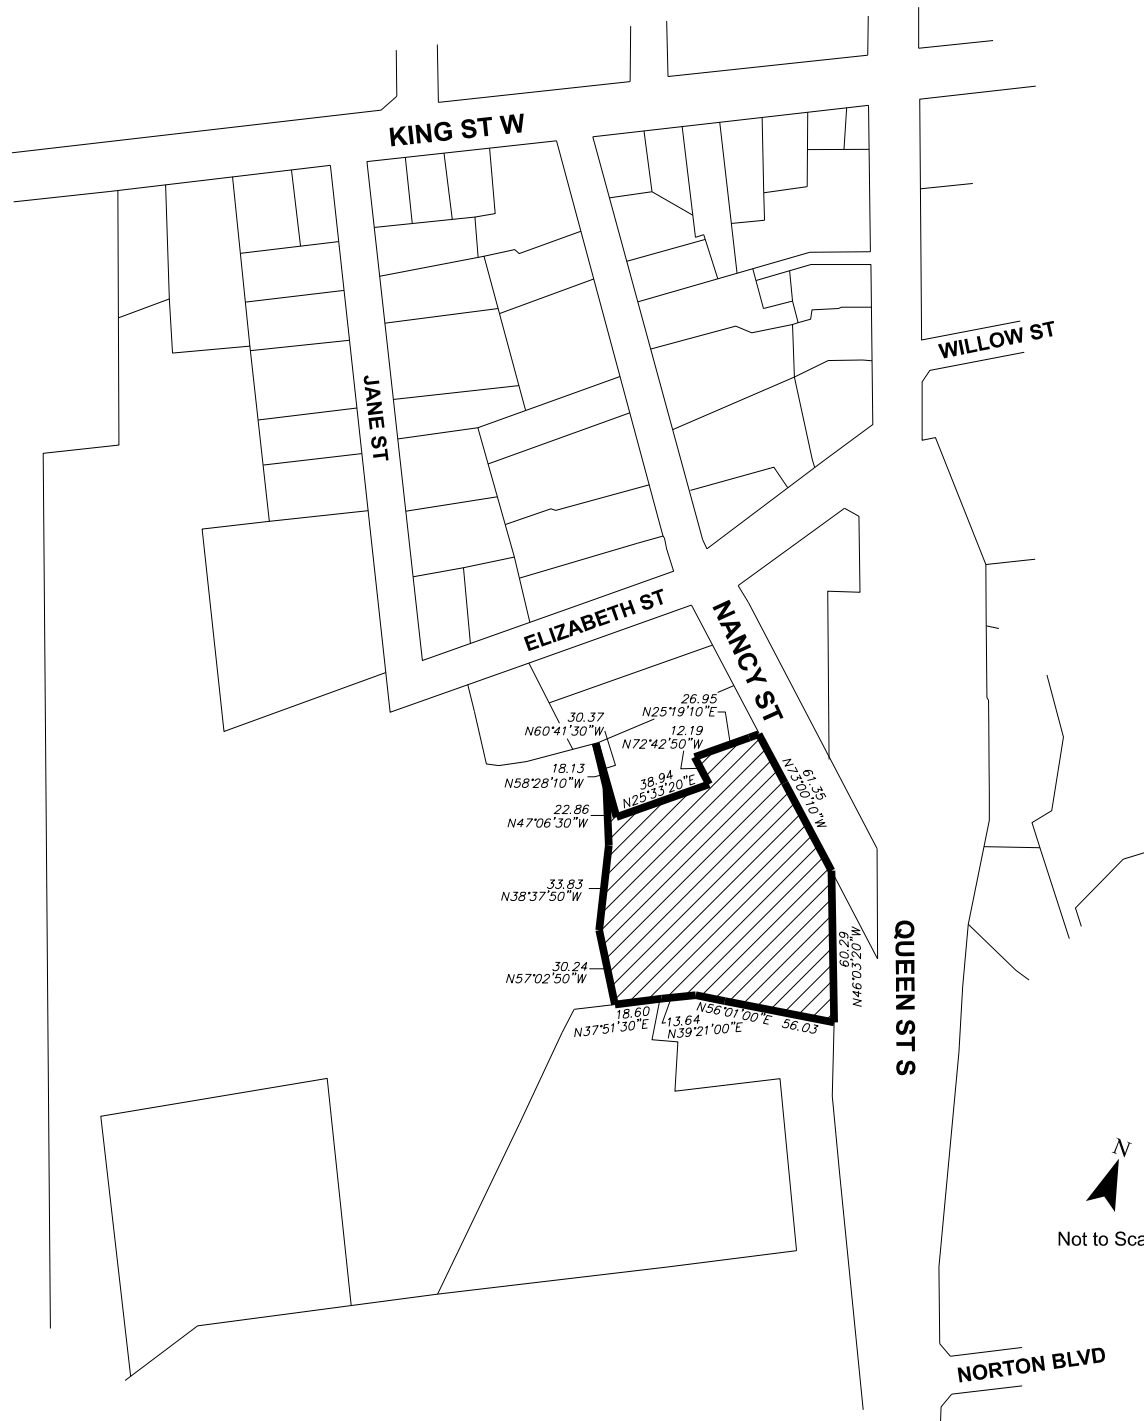 KING ST W
WILLOW ST
JANE ST
ELIZABETH ST
NANCY ST
26.95
N25°19'10"E
30.37
N60°41'30"W
12.19
N72°42'50"W
18.13
N58°28'10"W
38.94
N25°33'20"E
61.35
N73°00'10"W
22.86
N47°06'30"W
33.83
N38°37'50"W
QUEEN ST S
60.29
N46°03'20"W
30.24
N57°02'50"W
18.60
N37°51'30"E
13.64
N39°21'00"E
N56°01'00"E
56.03
N
Not to Sca
NORTON BLVD